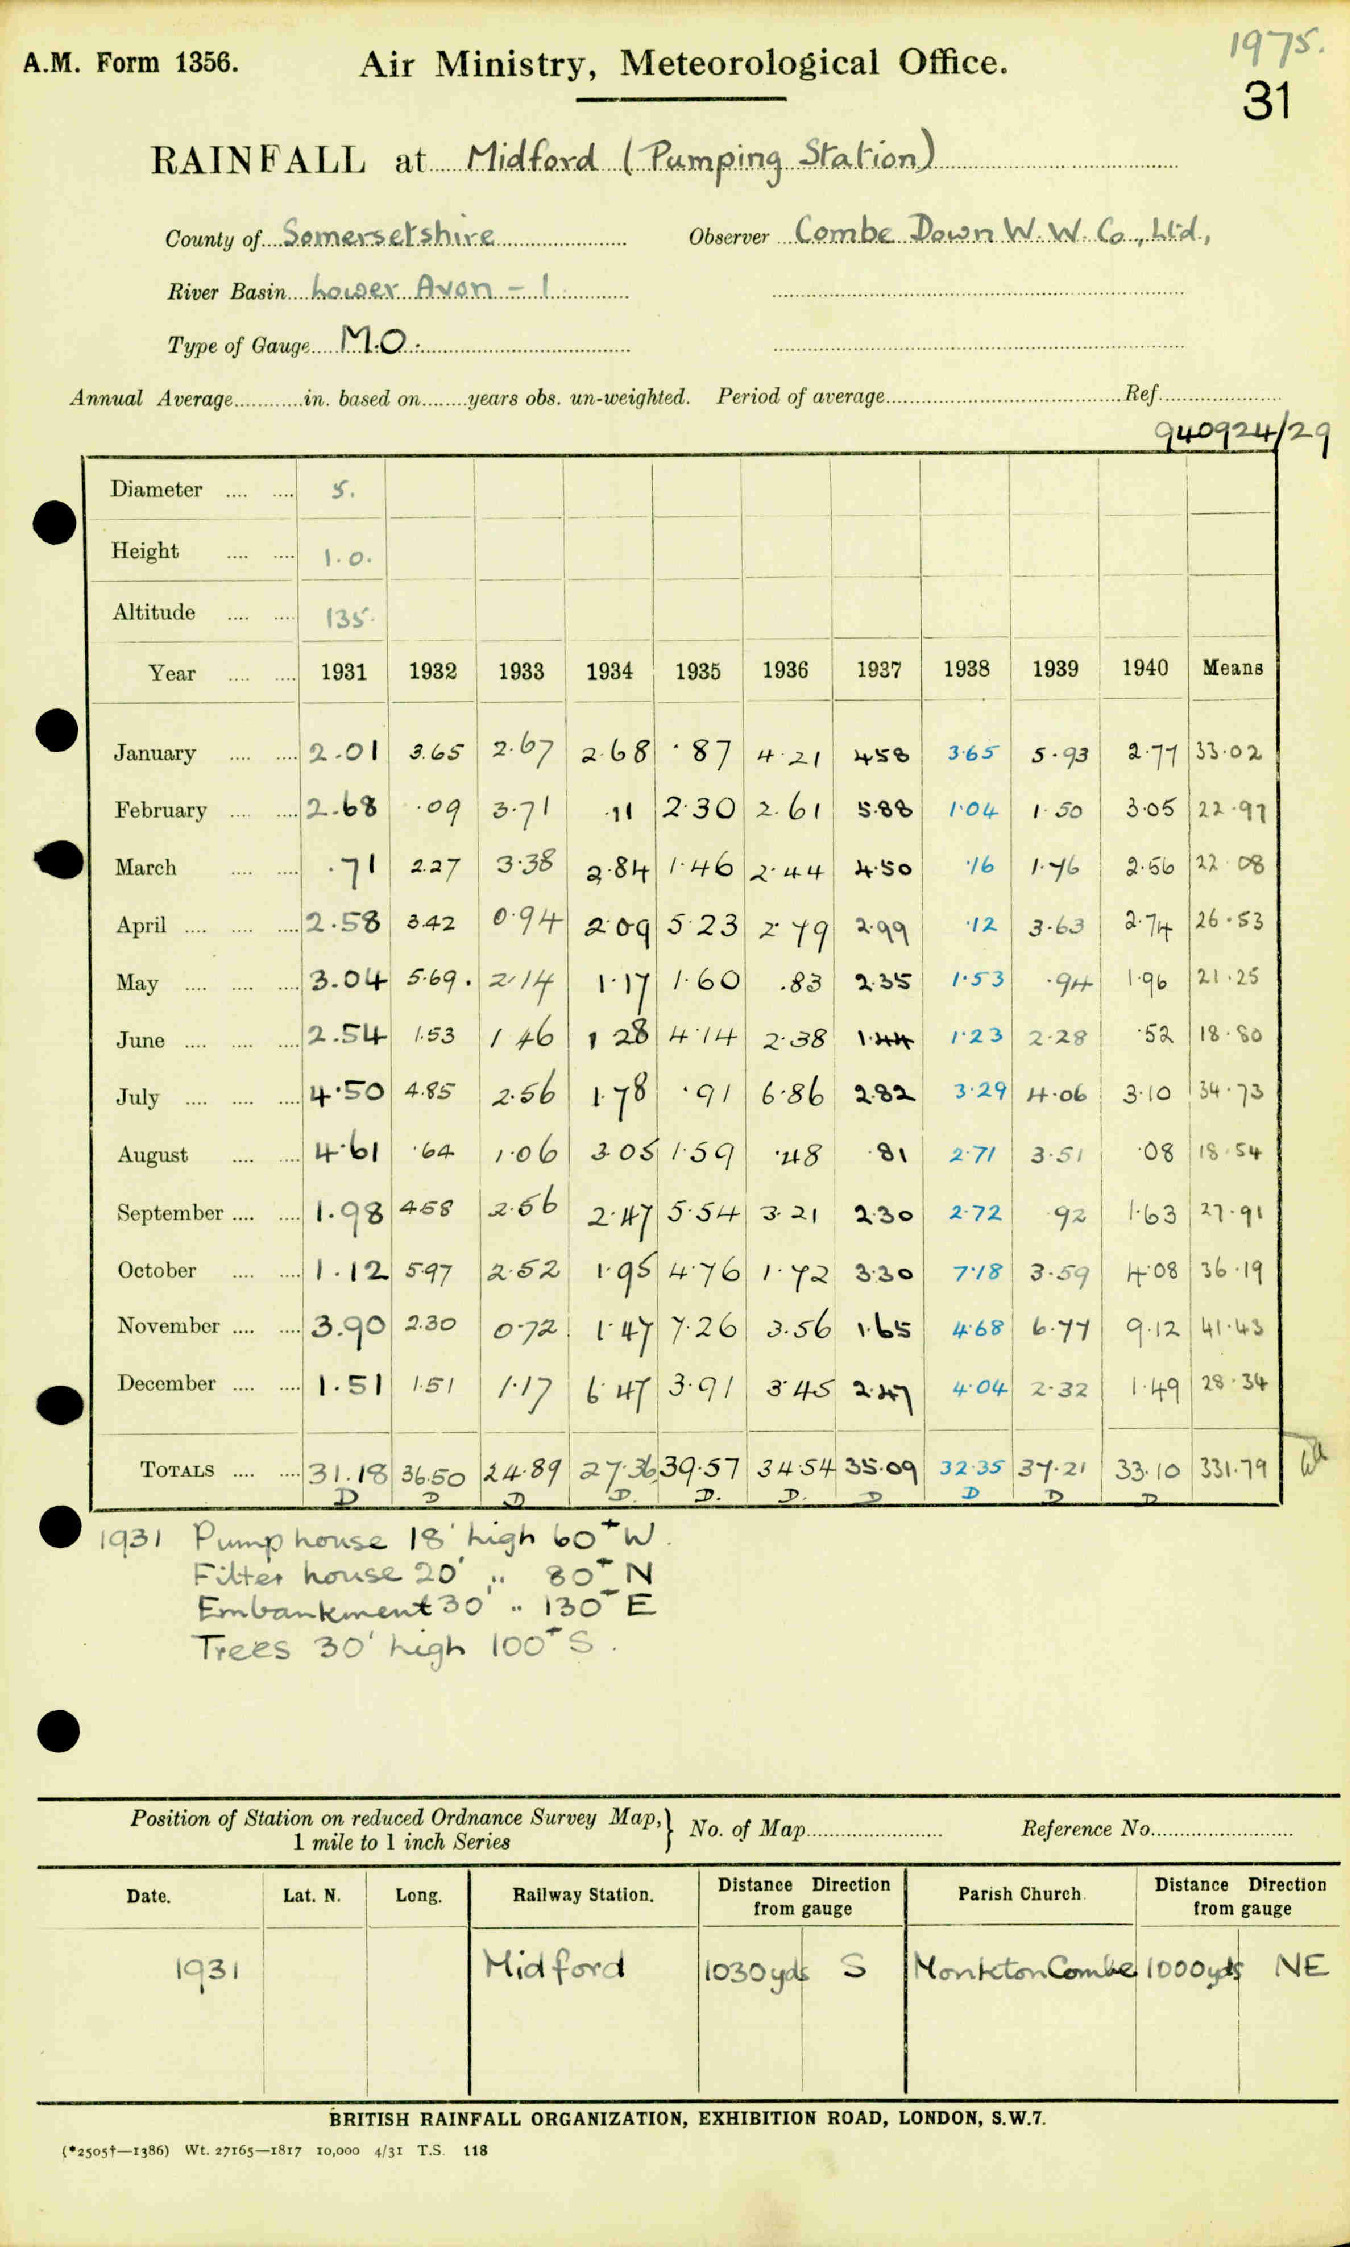 1975.
A.M. Form 1356. Air Ministry, Meteorological Office.
31
RAINFALL at Midford (Pumping Station)
County of Somersetshire Observer Combe Down W. W. Co., Ltd.,
River Basin Lower Avon - 1
Type of Gauge M.O.
Annual Average in. based on years obs. un-weighted. Period of average Ref.
940924/29
Diameter 5.
Height 1.0.
Altitude 135.
Year 1931 1932 1933 1934 1935 1936 1937 1938 1939 1940 Means
January 2.01 3.65 2.67 2.68 .87 4.21 4.58 3.65 5.93 2.77 33.02
February 2.68 .09 3.71 .11 2.30 2.61 5.88 1.04 1.50 3.05 22.97
March .71 2.27 3.38 2.84 1.46 2.44 4.50 .16 1.76 2.56 22.08
April 2.58 3.42 0.94 2.09 5.23 2.79 2.99 .12 3.63 2.74 26.53
May 3.04 5.69. 2.14 1.17 1.60 .83 2.35 1.53 .94 1.96 21.25
June 2.54 1.53 1.46 1.28 4.14 2.38 1.44 1.23 2.28 .52 18.80
July 4.50 4.85 2.56 1.78 .91 6.86 2.82 3.29 4.06 3.10 34.73
August 4.61 .64 1.06 3.05 1.59 .48 .81 2.71 3.51 .08 18.54
September 1.98 4.58 2.56 2.47 5.54 3.21 2.30 2.72 .92 1.63 27.91
October 1.12 5.97 2.52 1.95 4.76 1.72 3.30 7.18 3.59 4.08 36.19
November 3.90 2.30 0.72 1.47 7.26 3.56 1.65 4.68 6.77 9.12 41.43
December 1.51 1.51 1.17 6.47 3.91 3.45 2.47 4.04 2.32 1.49 28.34
TOTALS 31.18 36.50 24.89 27.36 39.57 34.54 35.09 32.35 37.21 33.10 331.79
D D D D. D. D. D D D D
1931 Pump house 18' high 60+ W.
Filter house 20' ,, 80+ N
Embankment 30' ,, 130+ E
Trees 30' high 100+ S.
Position of Station on reduced Ordnance Survey Map,} No. of Map Reference No.
1 mile to 1 inch Series
Date. Lat. N. Long. Railway Station. Distance Direction from gauge Parish Church. Distance Direction from gauge
1931 Midford 1030 yds S Monkton Combe 1000 yds NE
BRITISH RAINFALL ORGANIZATION, EXHIBITION ROAD, LONDON, S.W.7.
(*2505†—1386) Wt. 27165—1817 10,000 4/31 T.S. 118